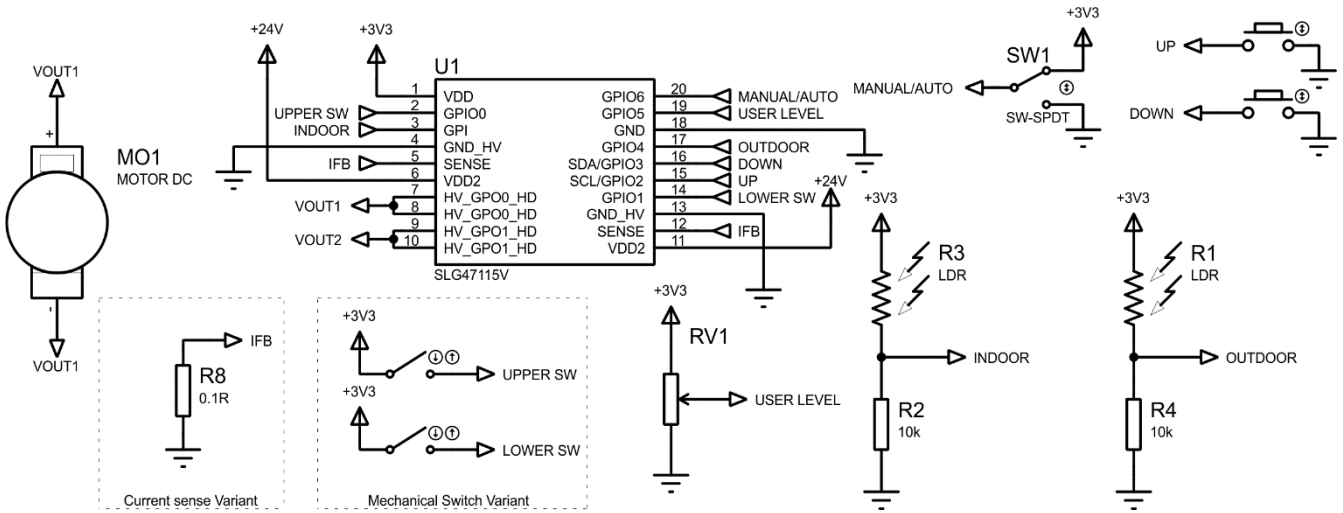 +24V
+3V3
VOUT1
+
MO1
MOTOR DC
-
VOUT1
U1
UPPER SW
INDOOR
IFB
VOUT1
VOUT2
1 VDD
2 GPIO0
3 GPI
4 GND_HV
5 SENSE
6 VDD2
7 HV_GPO0_HD
8 HV_GPO0_HD
9 HV_GPO1_HD
10 HV_GPO1_HD
GPIO6 20 MANUAL/AUTO
GPIO5 19 USER LEVEL
GND 18
GPIO4 17 OUTDOOR
SDA/GPIO3 16 DOWN
SCL/GPIO2 15 UP
GPIO1 14 LOWER SW
GND_HV 13
SENSE 12 IFB
VDD2 11
+24V
SLG47115V
+3V3
SW1
MANUAL/AUTO
SW-SPDT
UP
DOWN
IFB
R8
0.1R
Current sense Variant
+3V3
UPPER SW
+3V3
LOWER SW
Mechanical Switch Variant
+3V3
RV1
USER LEVEL
+3V3
R3
LDR
INDOOR
R2
10k
+3V3
R1
LDR
OUTDOOR
R4
10k